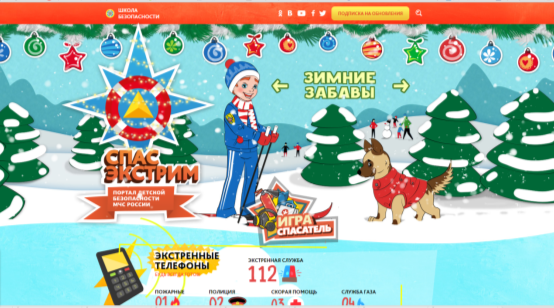 ШКОЛА
БЕЗОПАСНОСТИ
ПОДПИСКА НА ОБНОВЛЕНИЯ
ЗИМНИЕ
ЗАБАВЫ
СПАС
ЭКСТРИМ
ПОРТАЛ ДЕТСКОЙ
БЕЗОПАСНОСТИ
МЧС РОССИИ
ИГРА
СПАСАТЕЛЬ
ЭКСТРЕННЫЕ
ТЕЛЕФОНЫ
ЭКСТРЕННАЯ СЛУЖБА
112
ПОЖАРНЫЕ
01
ПОЛИЦИЯ
02
СКОРАЯ ПОМОЩЬ
03
СЛУЖБА ГАЗА
04